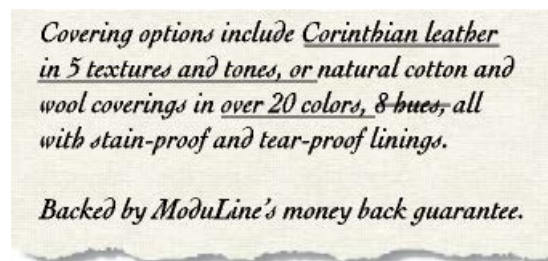 Covering options include Corinthian leather
in 5 textures and tones, or natural cotton and
wool coverings in over 20 colors, 8 hues, all
with stain-proof and tear-proof linings.
Backed by ModuLine's money back guarantee.